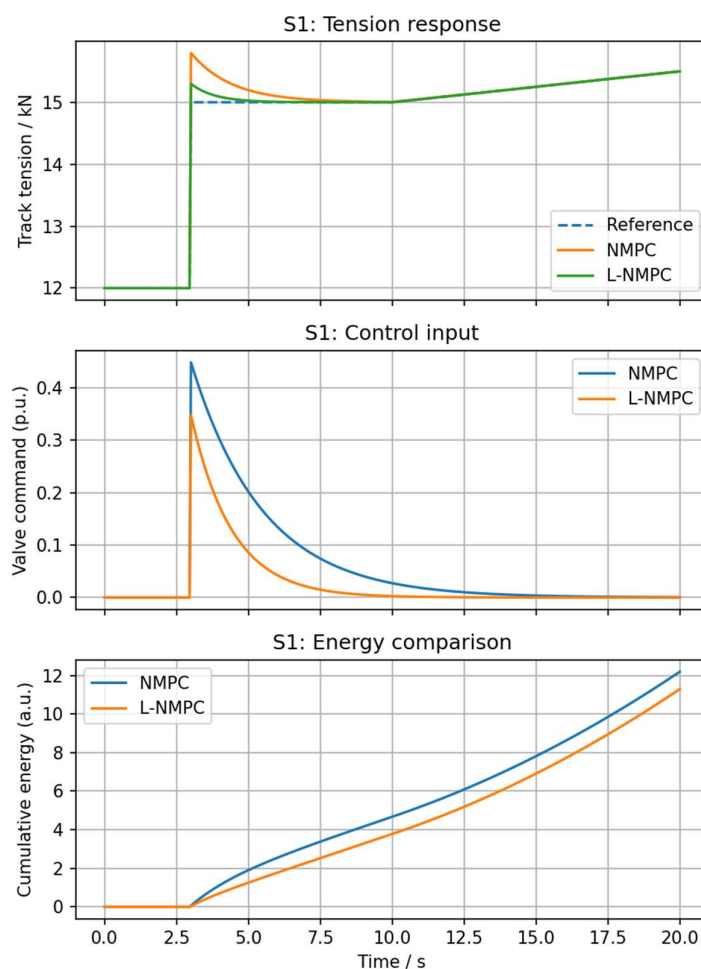 S1: Tension response
Track tension / kN
15
14
13
12
Reference
NMPC
L-NMPC
S1: Control input
Valve command (p.u.)
0.4
0.3
0.2
0.1
0.0
NMPC
L-NMPC
S1: Energy comparison
Cumulative energy (a.u.)
12
10
8
6
4
2
0
NMPC
L-NMPC
0.0 2.5 5.0 7.5 10.0 12.5 15.0 17.5 20.0
Time / s